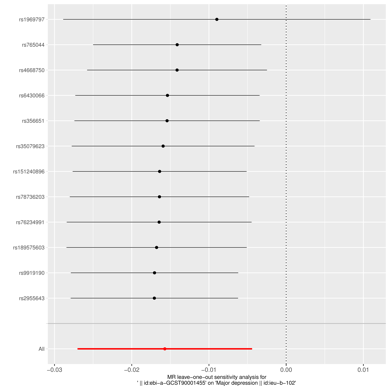 rs1969797
rs765044
rs4668750
rs6430066
rs356651
rs35079623
rs151240896
rs78736203
rs76234991
rs189575603
rs9919190
rs2955643
All
−0.03 −0.02 −0.01 0.00 0.01
MR leave−one−out sensitivity analysis for
' || id:ebi−a−GCST90001455' on 'Major depression || id:ieu−b−102'